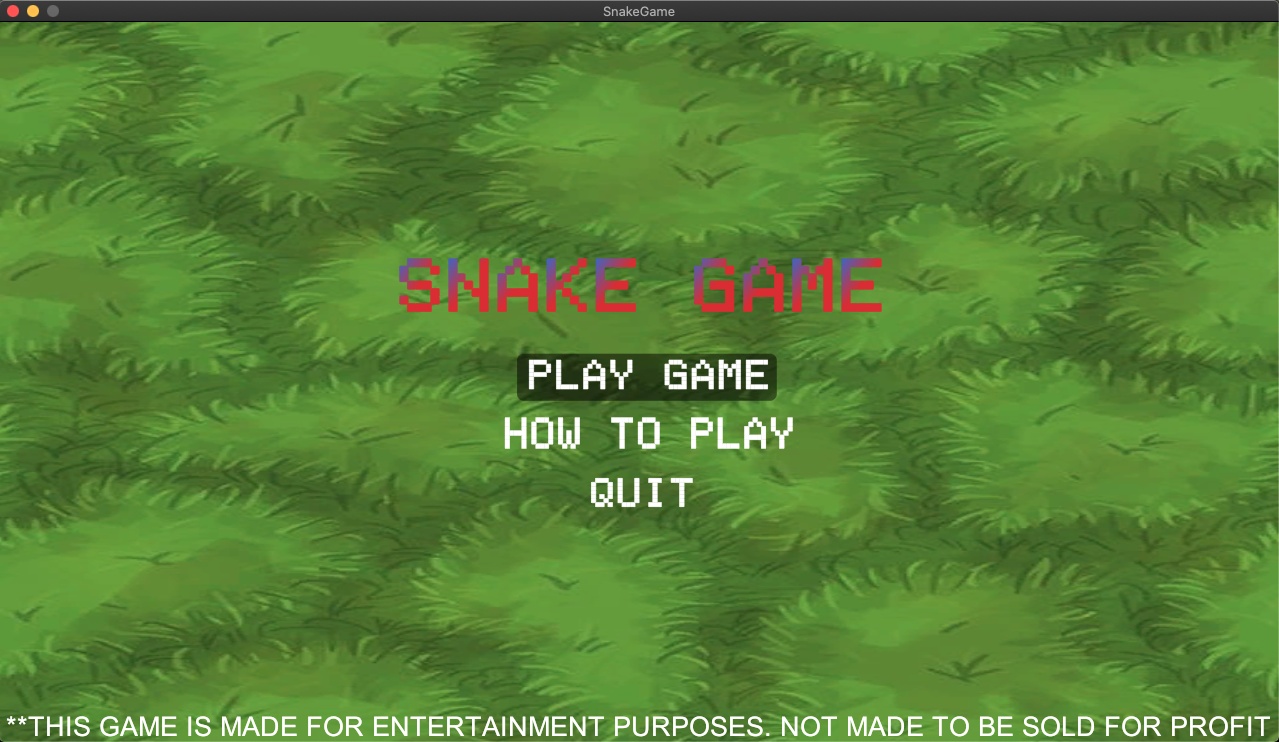 SnakeGame
SNAKE GAME
PLAY GAME
HOW TO PLAY
QUIT
**THIS GAME IS MADE FOR ENTERTAINMENT PURPOSES. NOT MADE TO BE SOLD FOR PROFIT